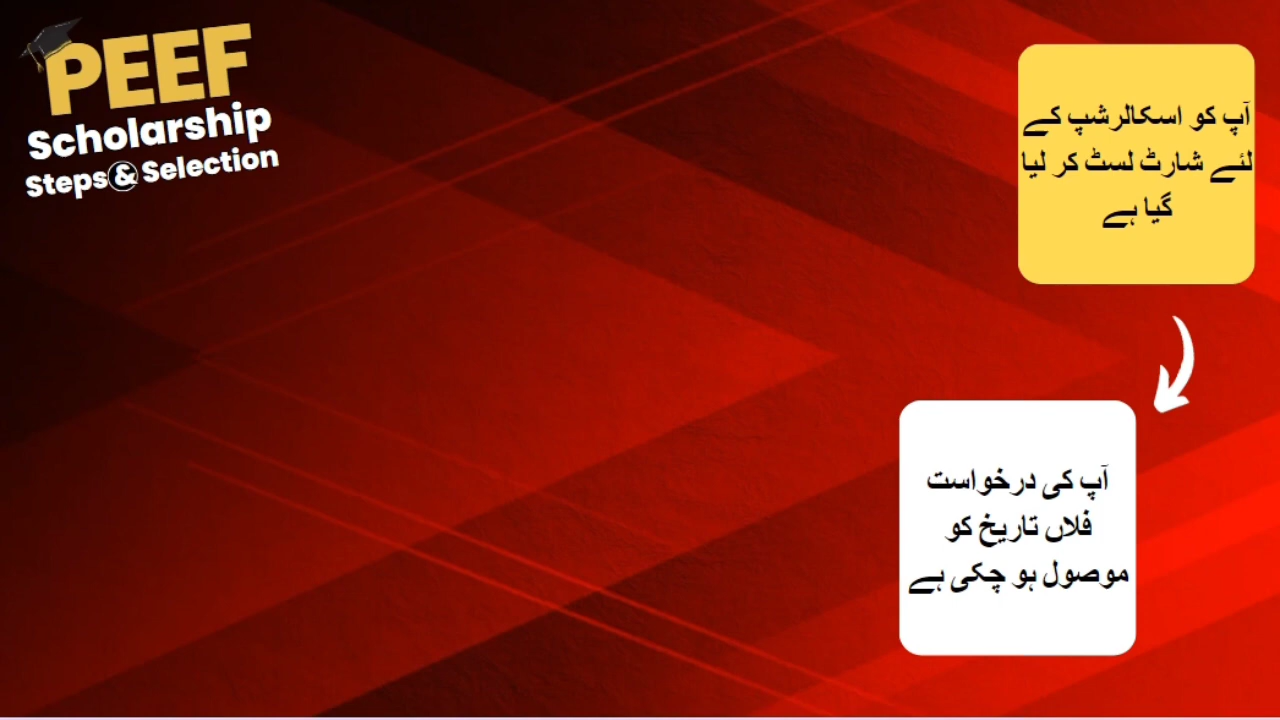 PEEF
Scholarship
Steps & Selection
آپ کو اسکالرشپ کے
لئے شارٹ لسٹ کر لیا
گیا ہے
آپ کی درخواست
فلاں تاریخ کو
موصول ہو چکی ہے